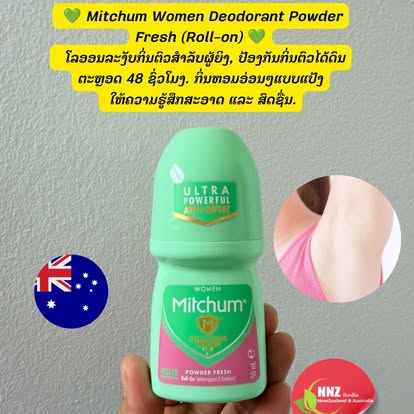 💚 Mitchum Women Deodorant Powder
Fresh (Roll-on) 💚
ໂລອອນລະງັບກິ່ນຕົວສຳລັບຜູ້ຍິງ, ປ້ອງກັນກິ່ນຕົວໄດ້ດົນ
ຕະຫຼອດ 48 ຊົ່ວໂມງ. ກິ່ນຫອມອ່ອນໆແບບແປ້ງ
ໃຫ້ຄວາມຮູ້ສຶກສະອາດ ແລະ ສົດຊື່ນ.
ULTRA
POWERFUL
ANTI-SWEAT
WOMEN
Mitchum
M
POWDER FRESH
Roll-On
50 ml
NNZ
NewZealand & Australia